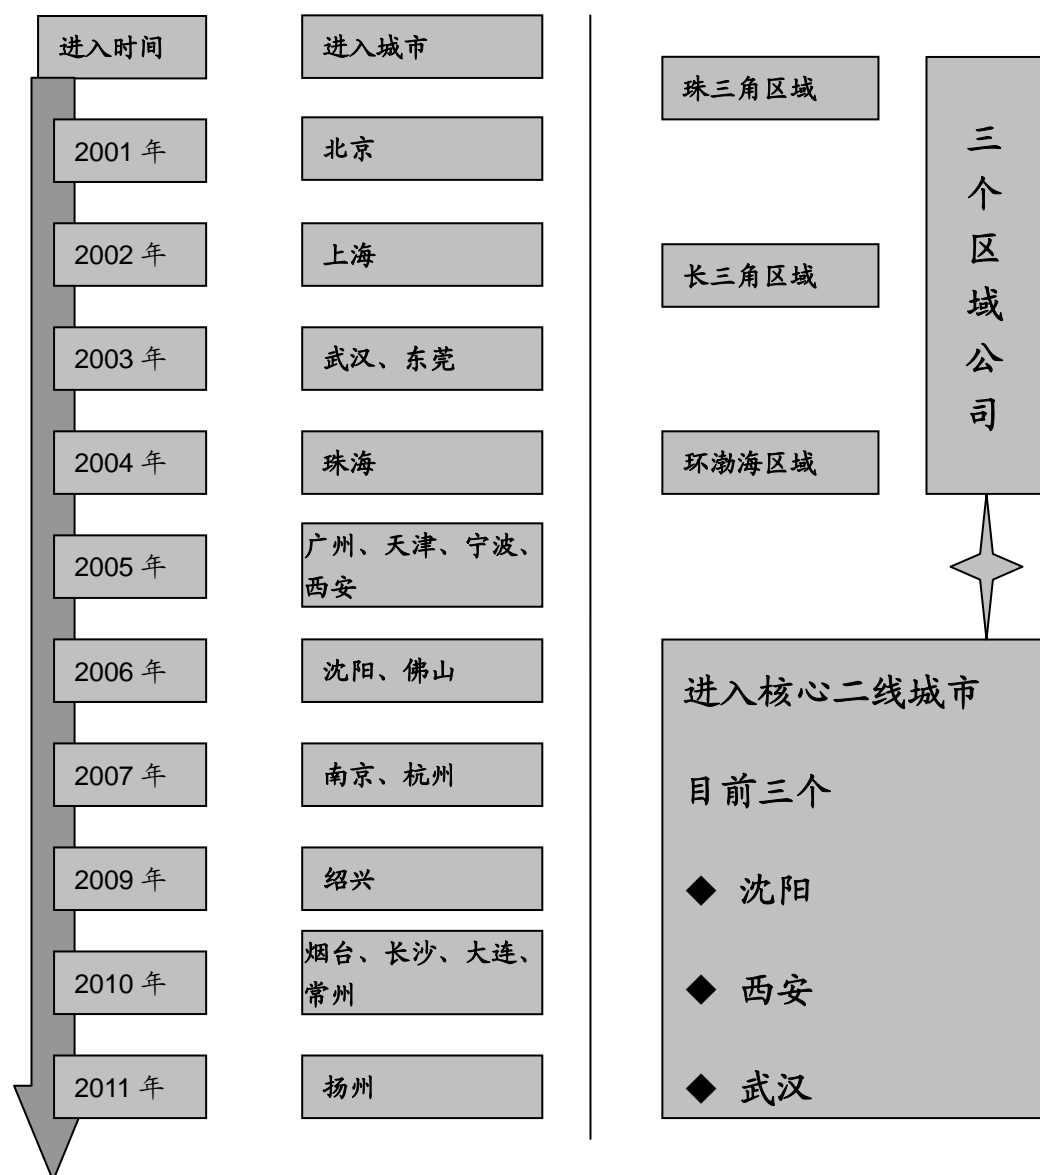 进入时间
进入城市
2001 年
北京
2002 年
上海
2003 年
武汉、东莞
2004 年
珠海
2005 年
广州、天津、宁波、
西安
2006 年
沈阳、佛山
2007 年
南京、杭州
2009 年
绍兴
2010 年
烟台、长沙、大连、
常州
2011 年
扬州
珠三角区域
长三角区域
环渤海区域
三
个
区
域
公
司
进入核心二线城市
目前三个
◆ 沈阳
◆ 西安
◆ 武汉